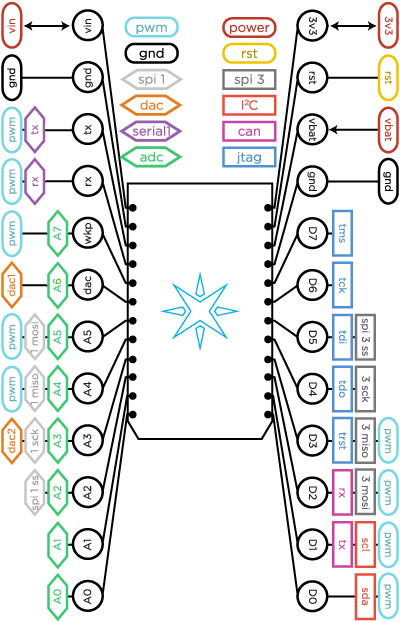 vin vin
gnd gnd
pwm tx tx
pwm rx rx
pwm A7 wkp
dac1 A6 dac
pwm 1 mosi A5 A5
pwm 1 miso A4 A4
dac2 1 sck A3 A3
spi 1 ss A2 A2
A1 A1
A0 A0
pwm
gnd
spi 1
dac
serial1
adc
power
rst
spi 3
I²C
can
jtag
3v3 3v3
rst rst
vbat vbat
gnd gnd
D7 tms
D6 tck
D5 tdi spi 3 ss
D4 tdo 3 sck
D3 trst 3 miso pwm
D2 rx 3 mosi pwm
D1 tx scl pwm
D0 sda pwm